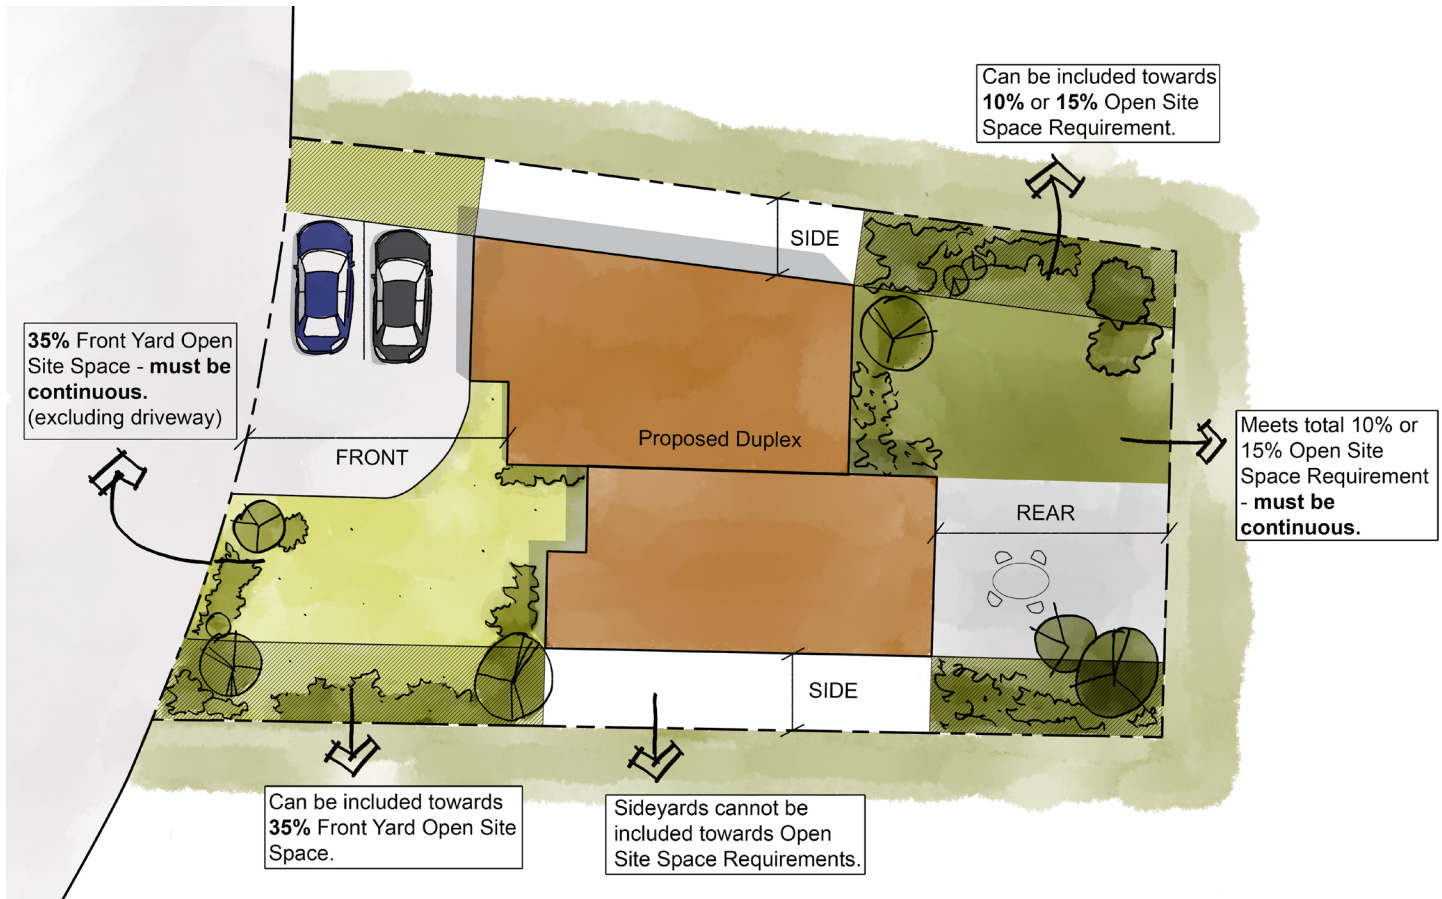 Can be included towards
10% or 15% Open Site
Space Requirement.
SIDE
35% Front Yard Open
Site Space - must be
continuous.
(excluding driveway)
FRONT
Proposed Duplex
Meets total 10% or
15% Open Site
Space Requirement
- must be
continuous.
REAR
SIDE
Can be included towards
35% Front Yard Open Site
Space.
Sideyards cannot be
included towards Open
Site Space Requirements.